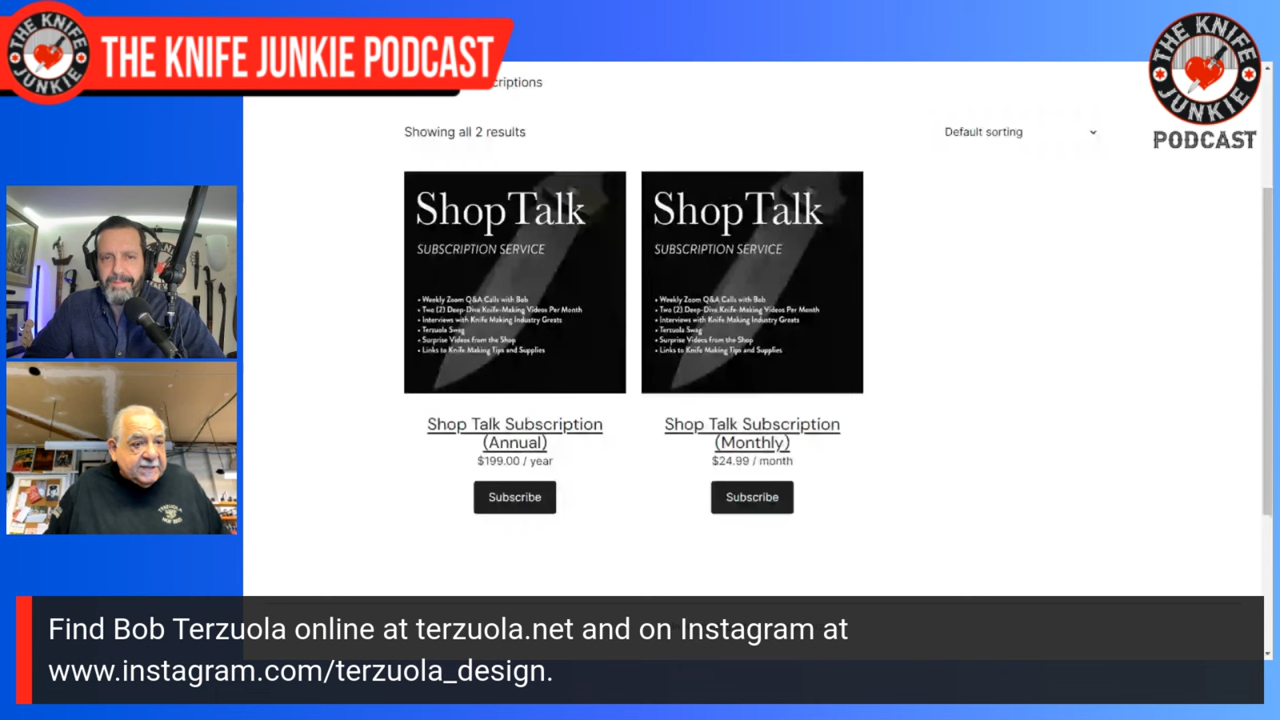 THE KNIFE JUNKIE
THE KNIFE JUNKIE PODCAST
THE KNIFE JUNKIE
PODCAST
criptions
Showing all 2 results
Default sorting
ShopTalk
SUBSCRIPTION SERVICE
• Weekly Zoom Q&A Calls with Bob
• Two (2) Deep-Dive Knife-Making Videos Per Month
• Interviews with Knife Making Industry Greats
• Terzuola Swag
• Surprise Videos from the Shop
• Links to Knife Making Tips and Supplies
ShopTalk
SUBSCRIPTION SERVICE
• Weekly Zoom Q&A Calls with Bob
• Two (2) Deep-Dive Knife-Making Videos Per Month
• Interviews with Knife Making Industry Greats
• Terzuola Swag
• Surprise Videos from the Shop
• Links to Knife Making Tips and Supplies
Shop Talk Subscription
(Annual)
$199.00 / year
Subscribe
Shop Talk Subscription
(Monthly)
$24.99 / month
Subscribe
TERZUOLA
Find Bob Terzuola online at terzuola.net and on Instagram at
www.instagram.com/terzuola_design.